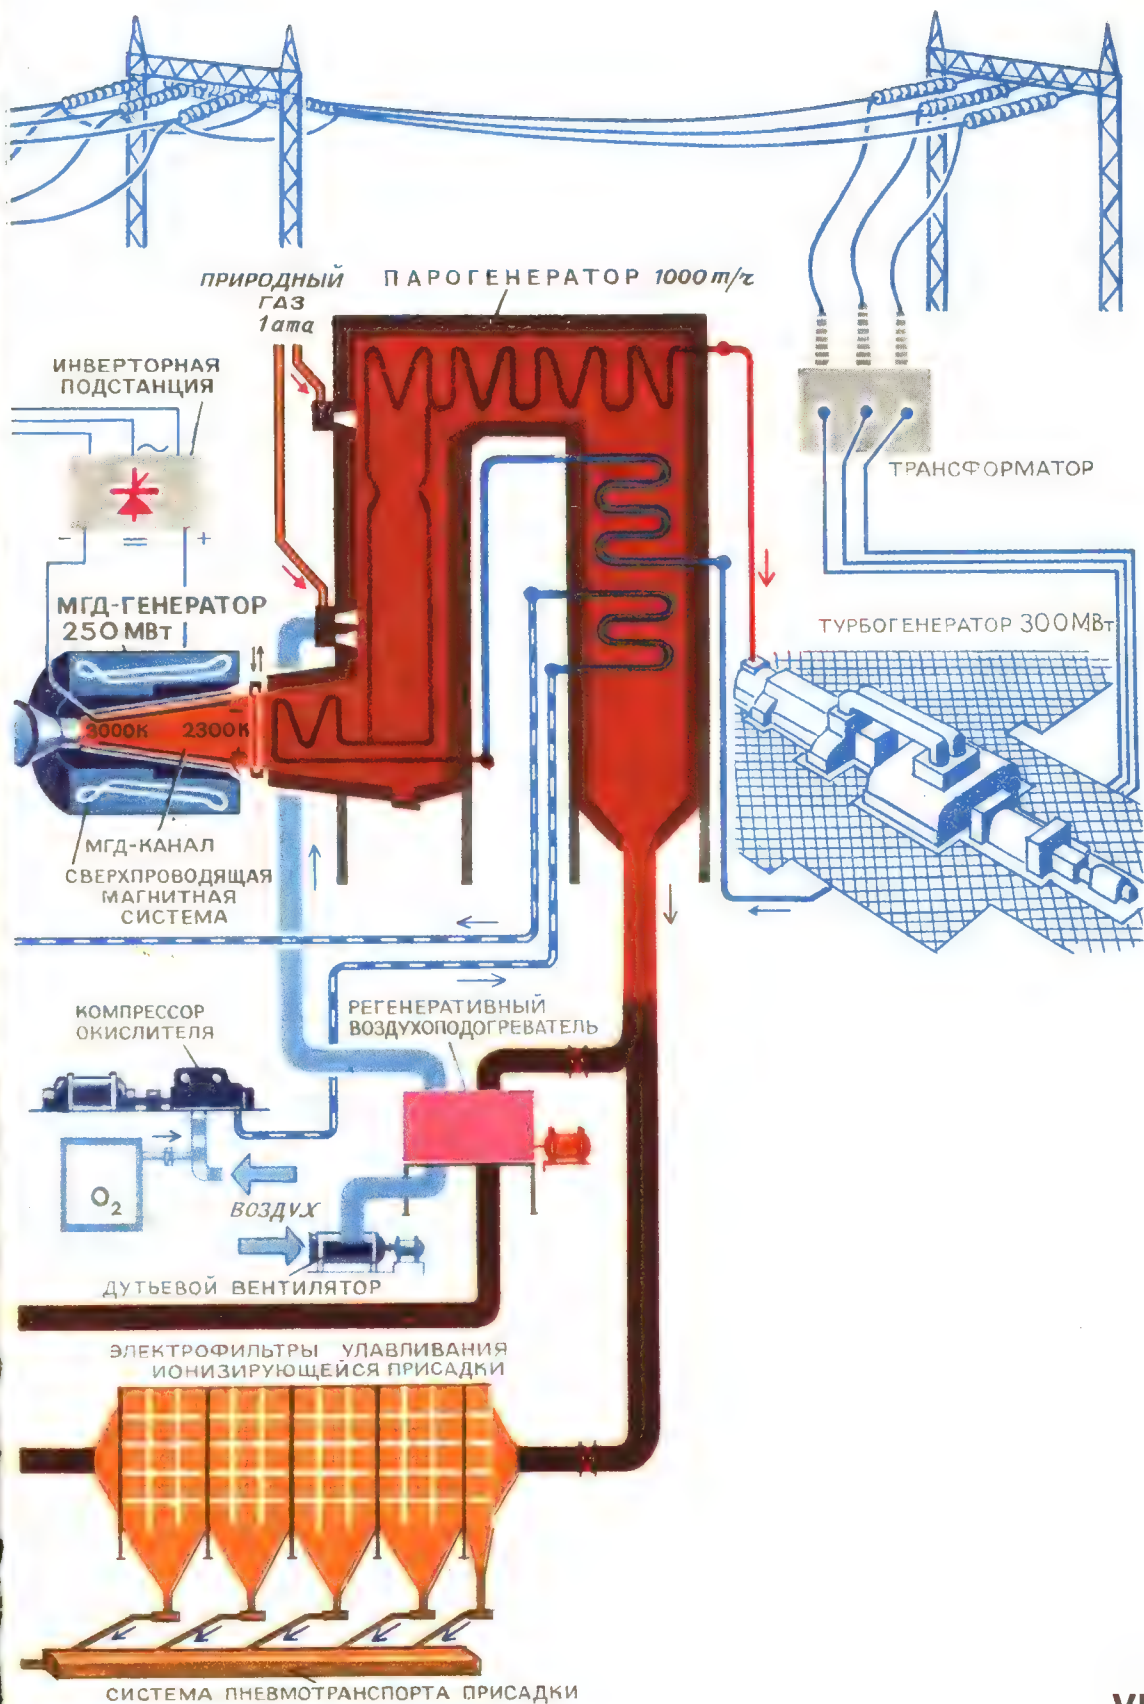 ПРИРОДНЫЙ
ГАЗ
1 ата
ПАРОГЕНЕРАТОР 1000 т/ч
ИНВЕРТОРНАЯ
ПОДСТАНЦИЯ
~
ТРАНСФОРМАТОР
- = +
МГД-ГЕНЕРАТОР
250 МВт
ТУРБОГЕНЕРАТОР 300 МВт
3000К 2300К
-
+
МГД-КАНАЛ
СВЕРХПРОВОДЯЩАЯ
МАГНИТНАЯ
СИСТЕМА
КОМПРЕССОР
ОКИСЛИТЕЛЯ
РЕГЕНЕРАТИВНЫЙ
ВОЗДУХОПОДОГРЕВАТЕЛЬ
O₂
ВОЗДУХ
ДУТЬЕВОЙ ВЕНТИЛЯТОР
ЭЛЕКТРОФИЛЬТРЫ УЛАВЛИВАНИЯ
ИОНИЗИРУЮЩЕЙСЯ ПРИСАДКИ
СИСТЕМА ПНЕВМОТРАНСПОРТА ПРИСАДКИ